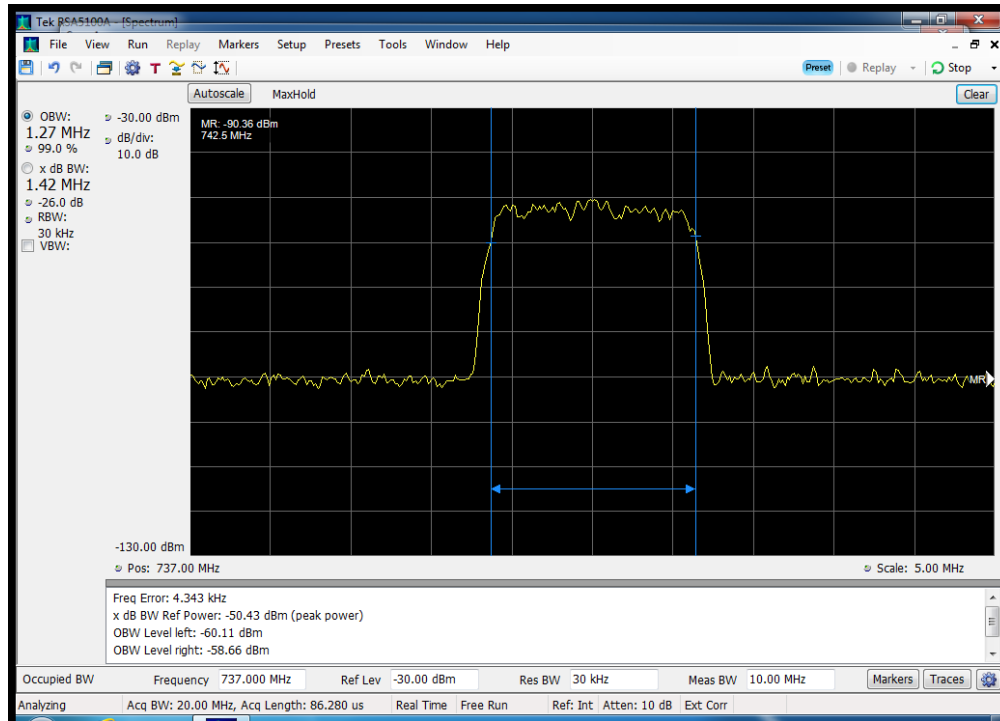 Tek RSA5100A - [Spectrum]
File View Run Replay Markers Setup Presets Tools Window Help
T Preset Replay Stop
Autoscale MaxHold Clear
OBW:
1.27 MHz
99.0 %
x dB BW:
1.42 MHz
-26.0 dB
RBW:
30 kHz
VBW:
-30.00 dBm
dB/div:
10.0 dB
MR: -90.36 dBm
742.5 MHz
MR
-130.00 dBm
Pos: 737.00 MHz Scale: 5.00 MHz
Freq Error: 4.343 kHz
x dB BW Ref Power: -50.43 dBm (peak power)
OBW Level left: -60.11 dBm
OBW Level right: -58.66 dBm
Occupied BW Frequency 737.000 MHz Ref Lev -30.00 dBm Res BW 30 kHz Meas BW 10.00 MHz Markers Traces
Analyzing Acq BW: 20.00 MHz, Acq Length: 86.280 us Real Time Free Run Ref: Int Atten: 10 dB Ext Corr